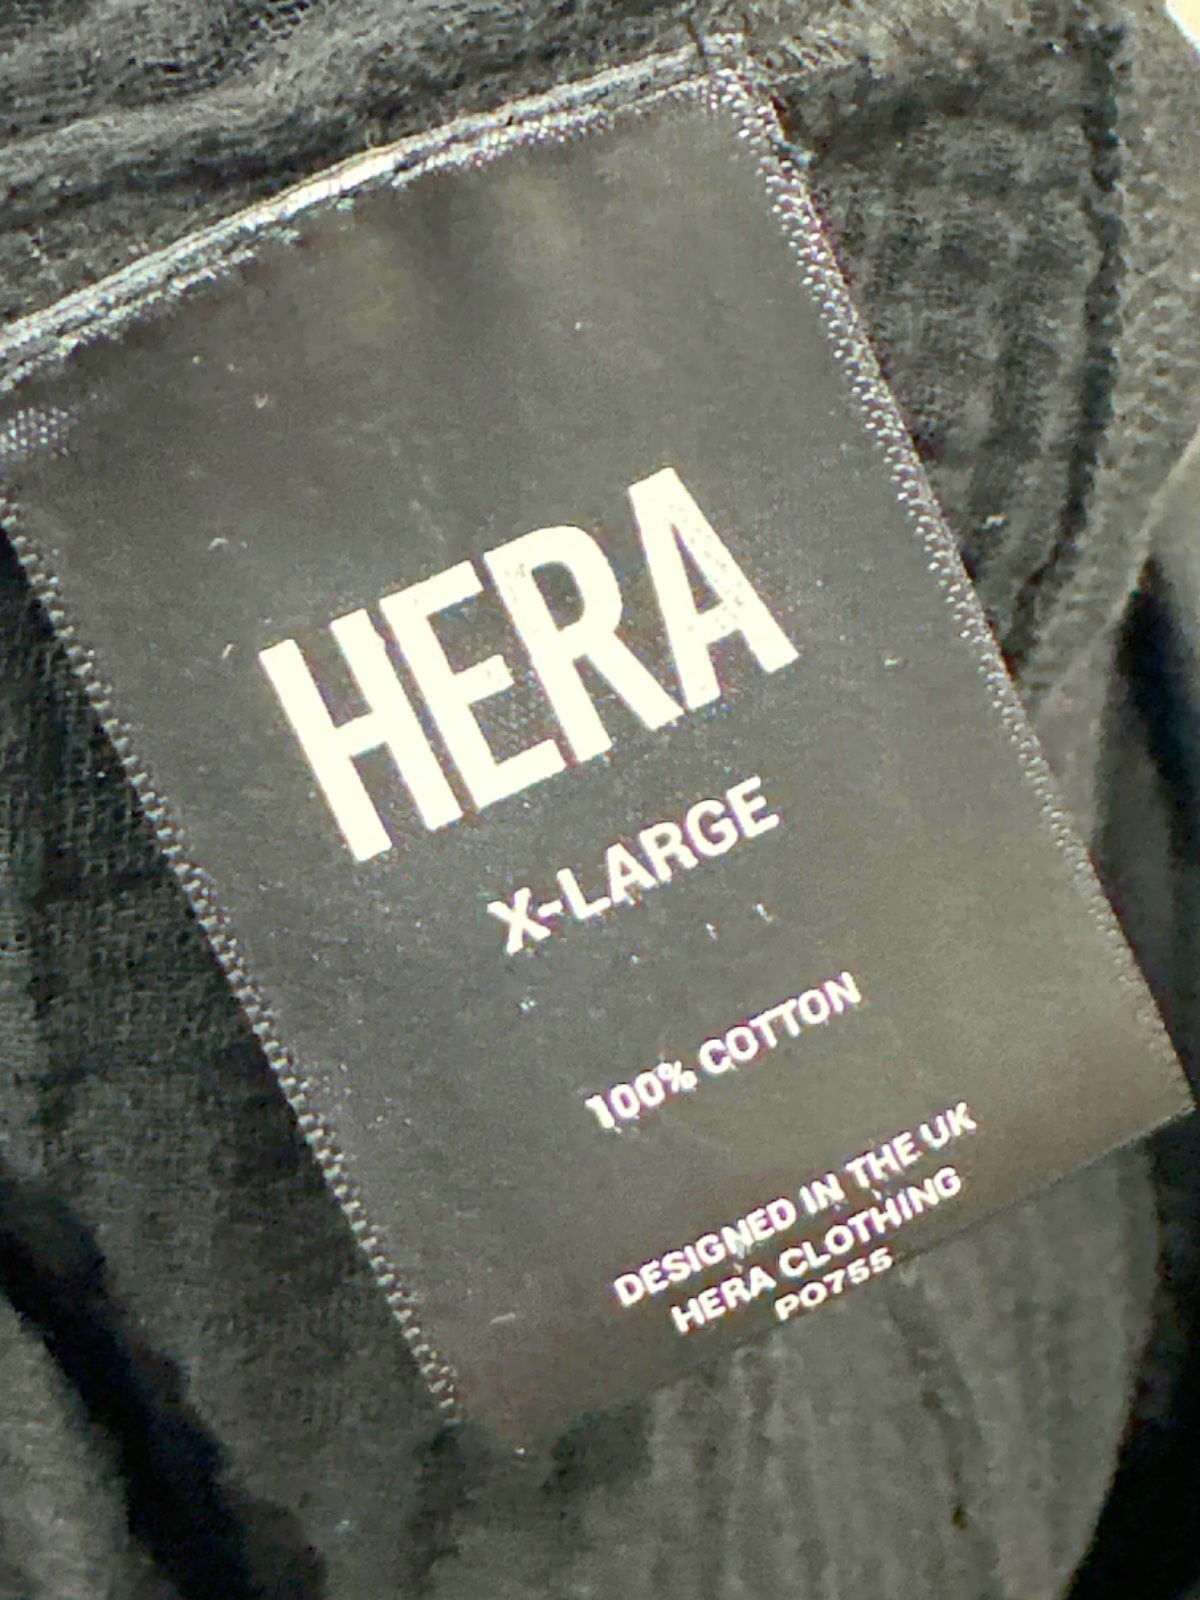 HERA
X-LARGE
100% COTTON
DESIGNED IN THE UK
HERA CLOTHING
PO755